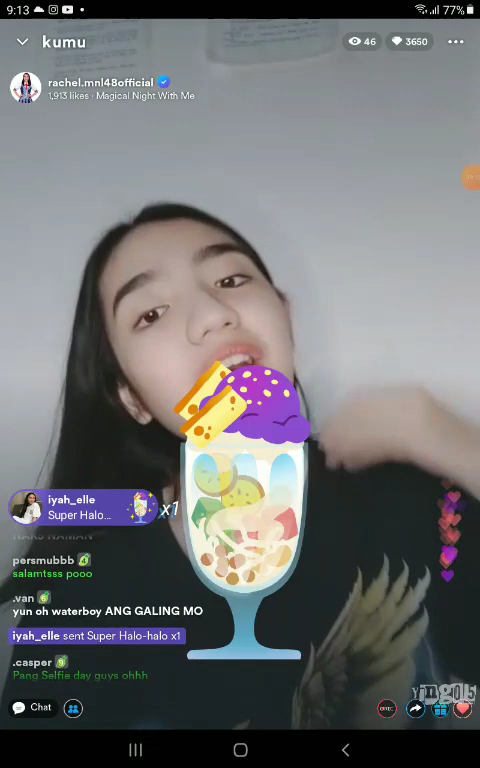 9:13
77%
kumu
46
3650
rachel.mnl48official
1,913 likes · Magical Night With Me
iyah_elle
Super Halo...
x1
persmubbb
salamtsss pooo
.van
yun oh waterboy ANG GALING MO
iyah_elle sent Super Halo-halo x1
.casper
Pang Selfie day guys ohhh
Chat